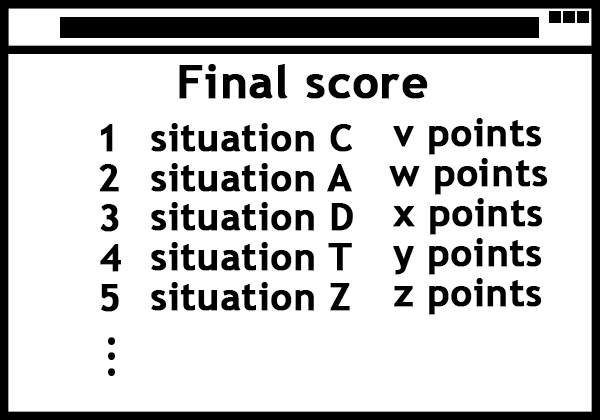 Final score
1 situation C v points
2 situation A w points
3 situation D x points
4 situation T y points
5 situation Z z points
⋮